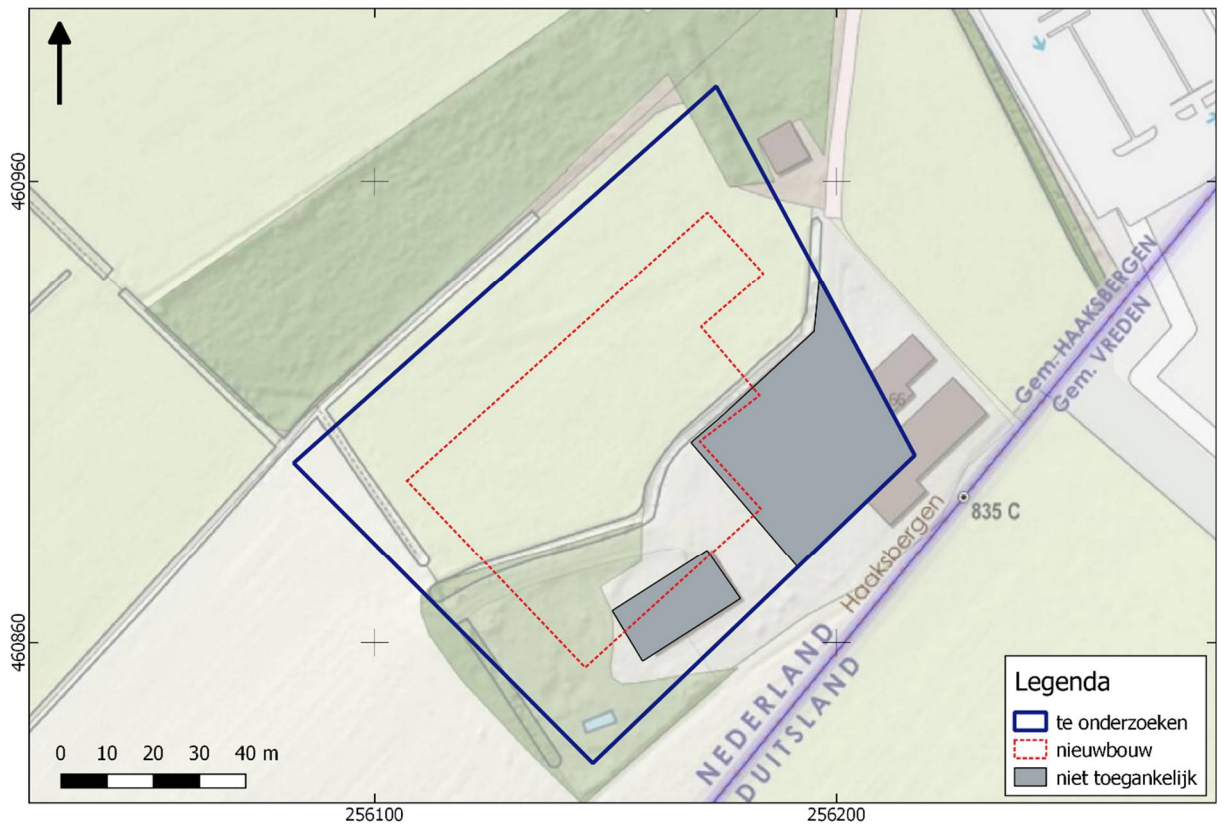 460960
460860
Gem. HAAKSBERGEN
Gem. VREDEN
66
835 C
Haaksbergen
NEDERLAND
DUITSLAND
Legenda
te onderzoeken
nieuwbouw
niet toegankelijk
0 10 20 30 40 m
256100 256200